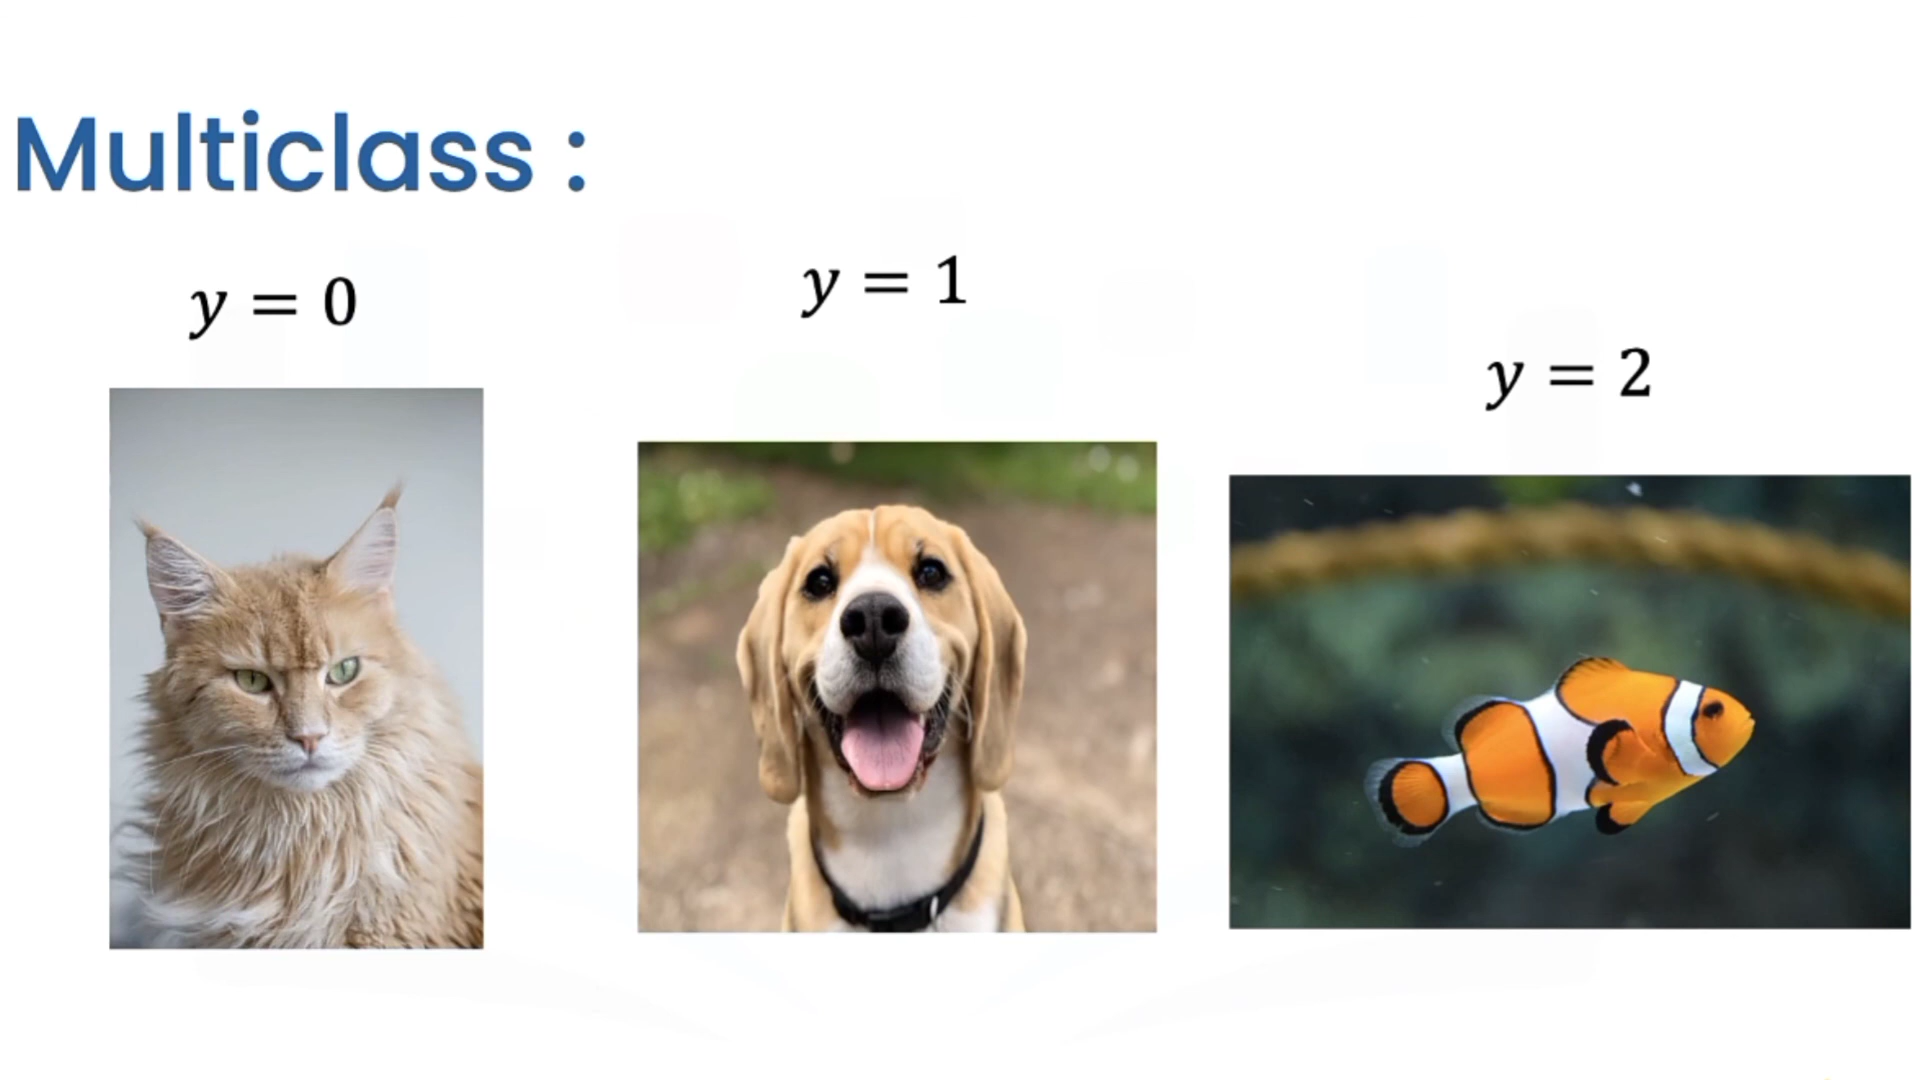 Multiclass :
y = 0
y = 1
y = 2